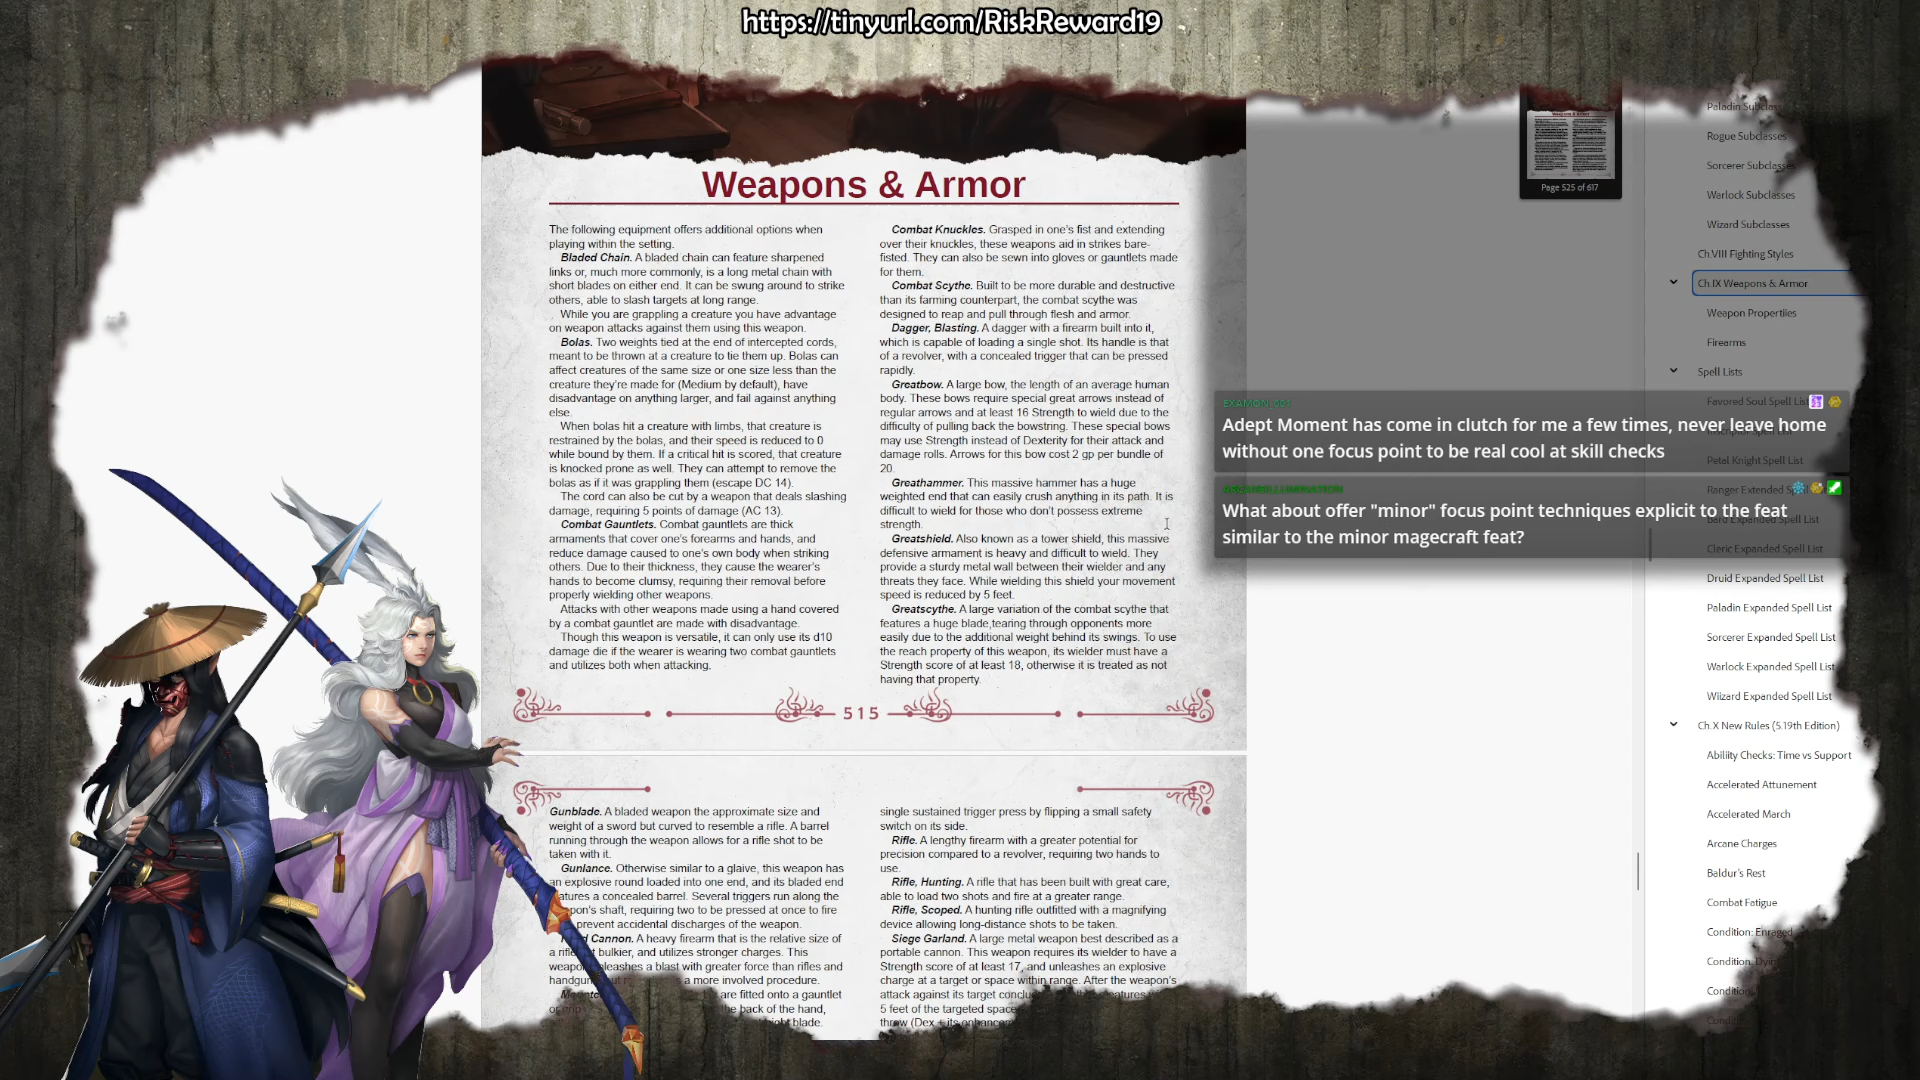 https://tinyurl.com/RiskReward19
Weapons & Armor
The following equipment offers additional options when
playing within the setting.
Bladed Chain. A bladed chain can feature sharpened
links or, much more commonly, is a long metal chain with
short blades on either end. It can be swung around to strike
others, able to slash targets at long range.
While you are grappling a creature you have advantage
on weapon attacks against them using this weapon.
Bolas. Two weights tied at the end of intercepted cords,
meant to be thrown at a creature to tie them up. Bolas can
affect creatures of the same size or one size less than the
creature they're made for (Medium by default), have
disadvantage on anything larger, and fail against anything
else.
When bolas hit a creature with limbs, that creature is
restrained by the bolas, and their speed is reduced to 0
while bound by them. If a critical hit is scored, that creature
is knocked prone as well. They can attempt to remove the
bolas as if it was grappling them (escape DC 14).
The cord can also be cut by a weapon that deals slashing
damage, requiring 5 points of damage (AC 13).
Combat Gauntlets. Combat gauntlets are thick
armaments that cover one's forearms and hands, and
reduce damage caused to one's own body when striking
others. Due to their thickness, they cause the wearer's
hands to become clumsy, requiring their removal before
properly wielding other weapons.
Attacks with other weapons made using a hand covered
by a combat gauntlet are made with disadvantage.
Though this weapon is versatile, it can only use its d10
damage die if the wearer is wearing two combat gauntlets
and utilizes both when attacking.
Combat Knuckles. Grasped in one's fist and extending
over their knuckles, these weapons aid in strikes bare-
fisted. They can also be sewn into gloves or gauntlets made
for them.
Combat Scythe. Built to be more durable and destructive
than its farming counterpart, the combat scythe was
designed to reap and pull through flesh and armor.
Dagger, Blasting. A dagger with a firearm built into it,
which is capable of loading a single shot. Its handle is that
of a revolver, with a concealed trigger that can be pressed
rapidly.
Greatbow. A large bow, the length of an average human
body. These bows require special great arrows instead of
regular arrows and at least 16 Strength to wield due to the
difficulty of pulling back the bowstring. These special bows
may use Strength instead of Dexterity for their attack and
damage rolls. Arrows for this bow cost 2 gp per bundle of
20.
Greathammer. This massive hammer has a huge
weighted end that can easily crush anything in its path. It is
difficult to wield for those who don't possess extreme
strength.
Greatshield. Also known as a tower shield, this massive
defensive armament is heavy and difficult to wield. They
provide a sturdy metal wall between their wielder and any
threats they face. While wielding this shield your movement
speed is reduced by 5 feet.
Greatscythe. A large variation of the combat scythe that
features a huge blade,tearing through opponents more
easily due to the additional weight behind its swings. To use
the reach property of this weapon, its wielder must have a
Strength score of at least 18, otherwise it is treated as not
having that property.
515
Gunblade. A bladed weapon the approximate size and
weight of a sword but curved to resemble a rifle. A barrel
running through the weapon allows for a rifle shot to be
taken with it.
Gunlance. Otherwise similar to a glaive, this weapon has
an explosive round loaded into one end, and its bladed end
a concealed barrel. Several triggers run along the
shaft, requiring two to be pressed at once to fire
prevent accidental discharges of the weapon.
Cannon. A heavy firearm that is the relative size of
a bulkier, and utilizes stronger charges. This
a blast with greater force than rifles and
a more involved procedure.
are fitted onto a gauntlet
back of the hand,
blade.
single sustained trigger press by flipping a small safety
switch on its side.
Rifle. A lengthy firearm with a greater potential for
precision compared to a revolver, requiring two hands to
use.
Rifle, Hunting. A rifle that has been built with great care,
able to load two shots and fire at a greater range.
Rifle, Scoped. A hunting rifle outfitted with a magnifying
device allowing long-distance shots to be taken.
Siege Garland. A large metal weapon best described as a
portable cannon. This weapon requires its wielder to have a
Strength score of at least 17, and unleashes an explosive
charge at a target or space within range. After the weapon's
attack against its target
5 feet of the targeted space
throw (Dex + its
Page 525 of 617
Paladin Subclasses
Rogue Subclasses
Sorcerer Subclasses
Warlock Subclasses
Wizard Subclasses
Ch.VIII Fighting Styles
Ch.IX Weapons & Armor
Weapon Propertiies
Firearms
Spell Lists
Favored Soul Spell List
Adept Moment has come in clutch for me a few times, never leave home
without one focus point to be real cool at skill checks
Petal Knight Spell List
Ranger Extended
What about offer "minor" focus point techniques explicit to the feat
similar to the minor magecraft feat?
Bard Expanded Spell List
Cleric Expanded Spell List
Druid Expanded Spell List
Paladin Expanded Spell List
Sorcerer Expanded Spell List
Warlock Expanded Spell List
Wiizard Expanded Spell List
Ch.X New Rules (5.19th Edition)
Abiliity Checks: Time vs Support
Accelerated Attunement
Accelerated March
Arcane Charges
Baldur's Rest
Combat Fatigue
Condition: Enraged
Condition: Dying
Condition